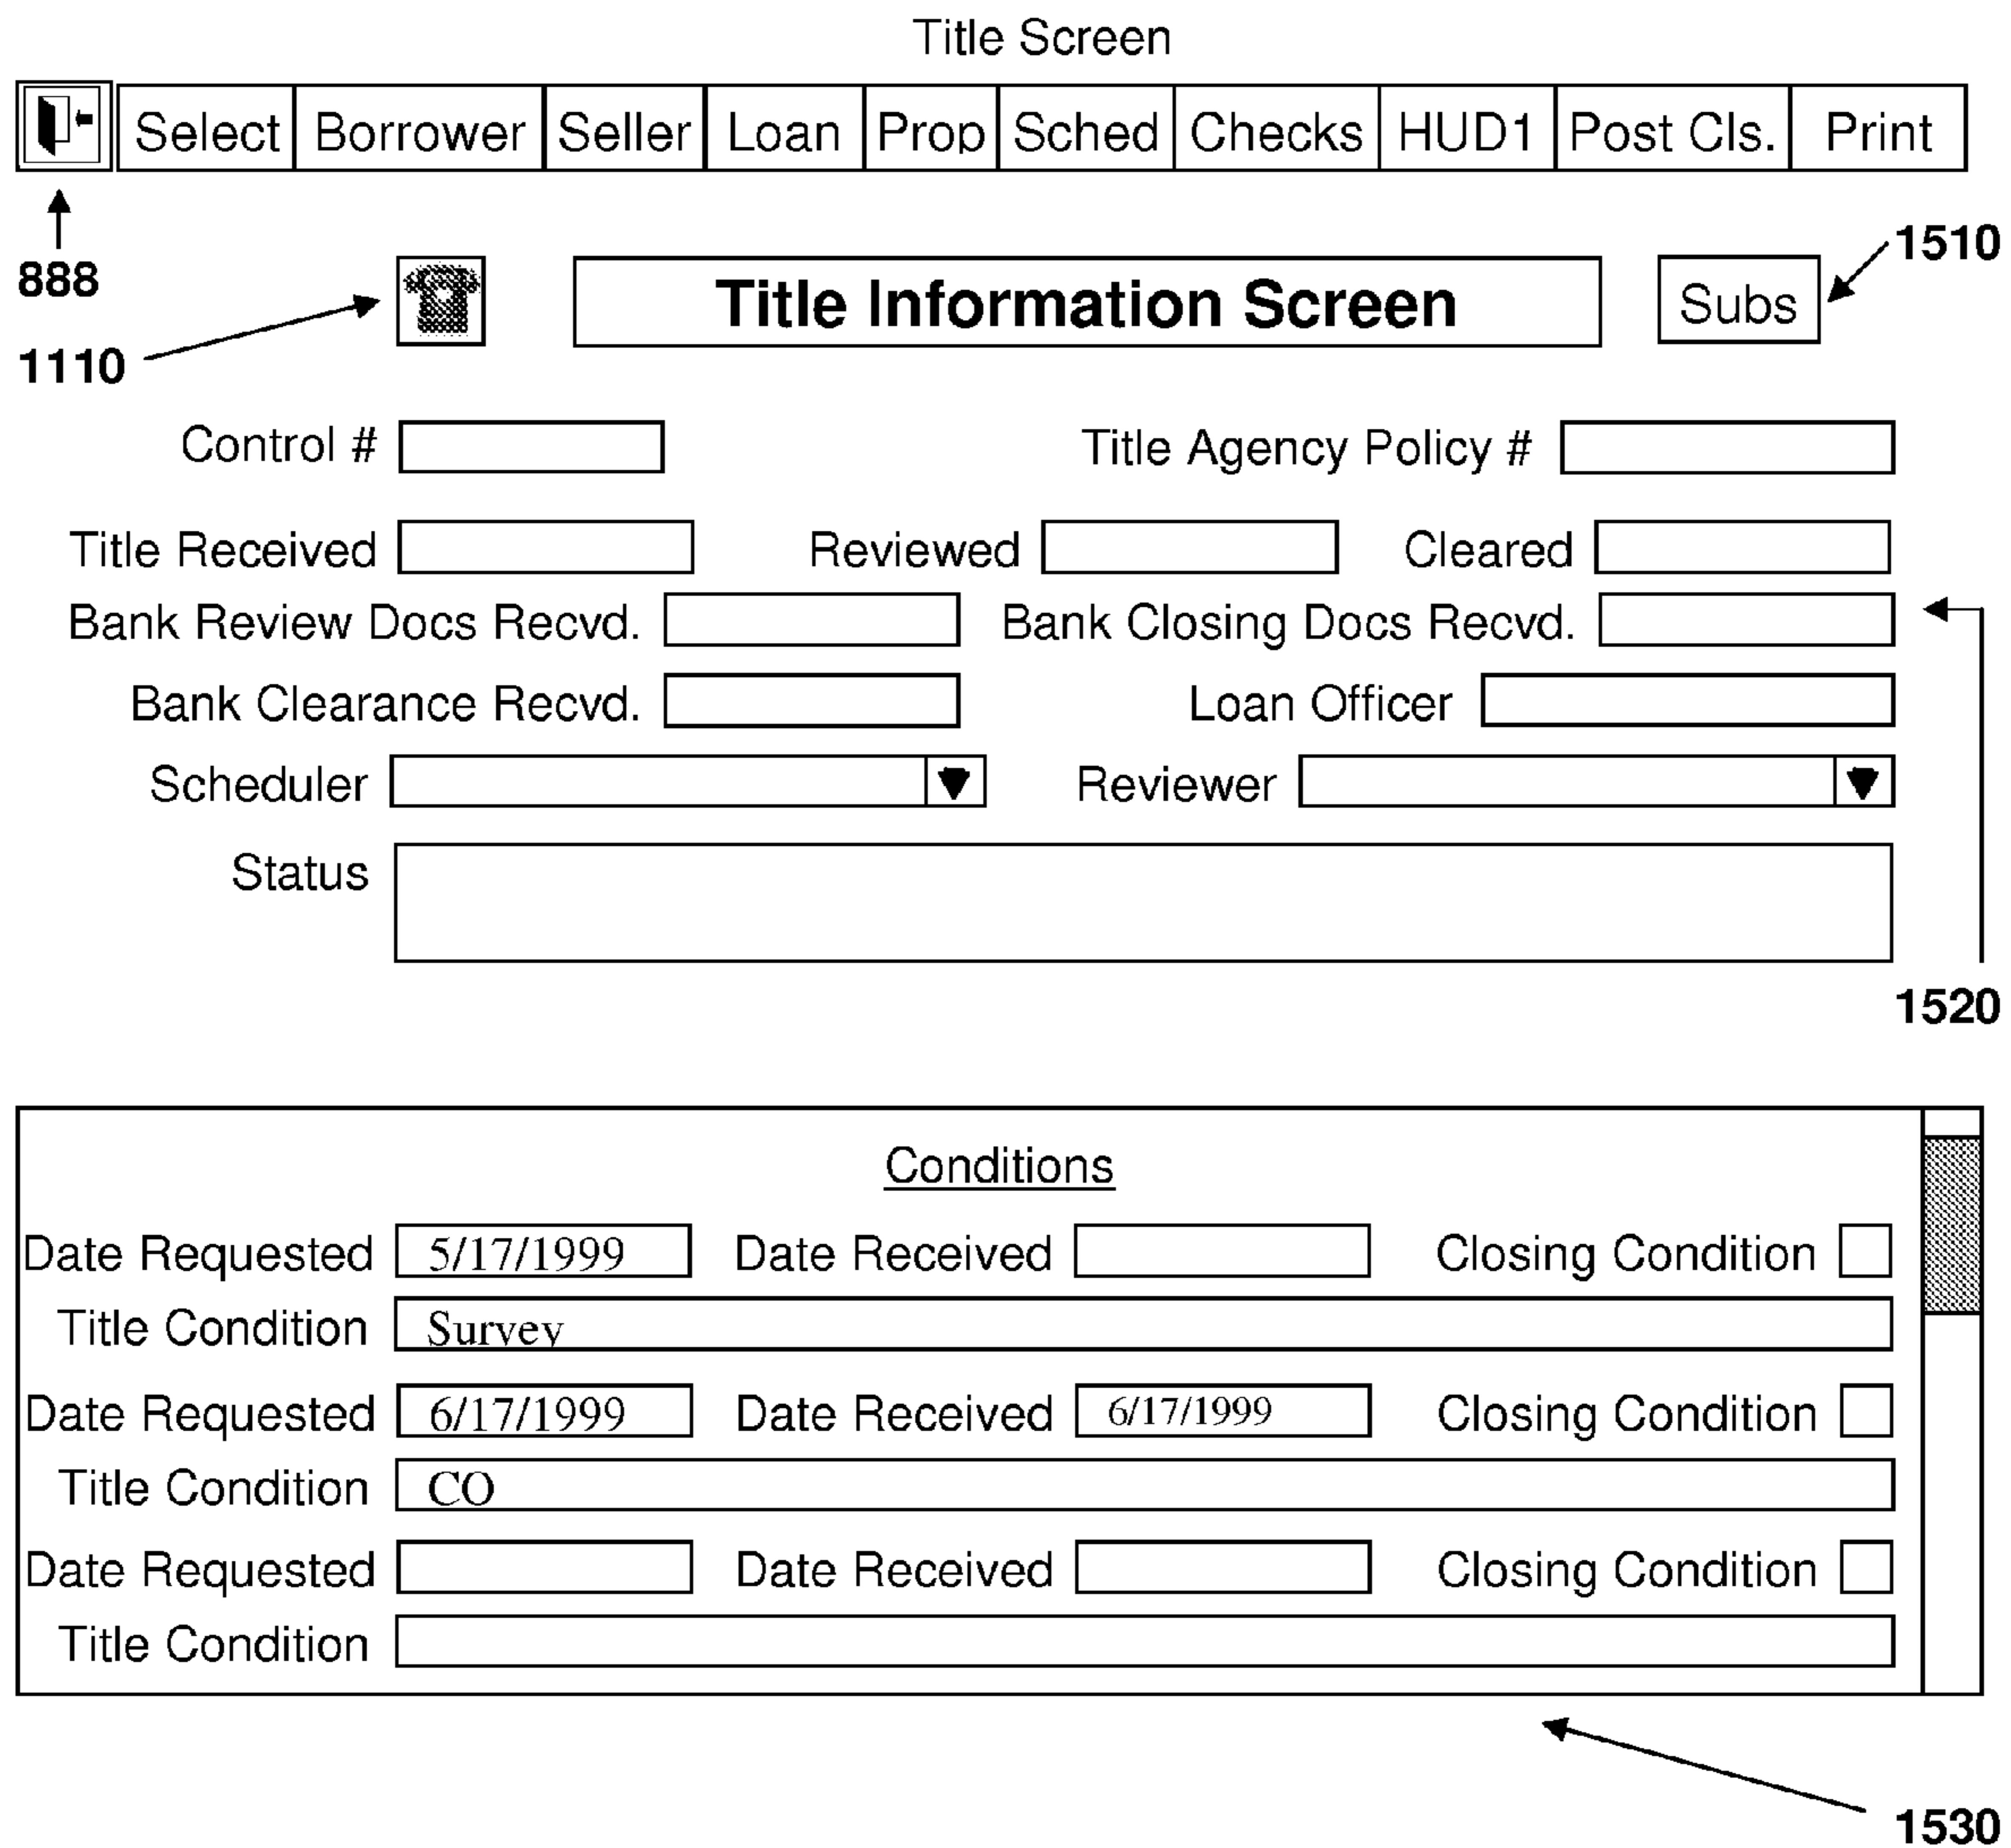 Title Screen
Select Borrower Seller Loan Prop Sched Checks HUD1 Post Cls. Print
888
1110
Title Information Screen
Subs
1510
Control #
Title Agency Policy #
Title Received
Reviewed
Cleared
Bank Review Docs Recvd.
Bank Closing Docs Recvd.
Bank Clearance Recvd.
Loan Officer
Scheduler
Reviewer
Status
1520
Conditions
Date Requested 5/17/1999 Date Received Closing Condition
Title Condition Survey
Date Requested 6/17/1999 Date Received 6/17/1999 Closing Condition
Title Condition CO
Date Requested Date Received Closing Condition
Title Condition
1530